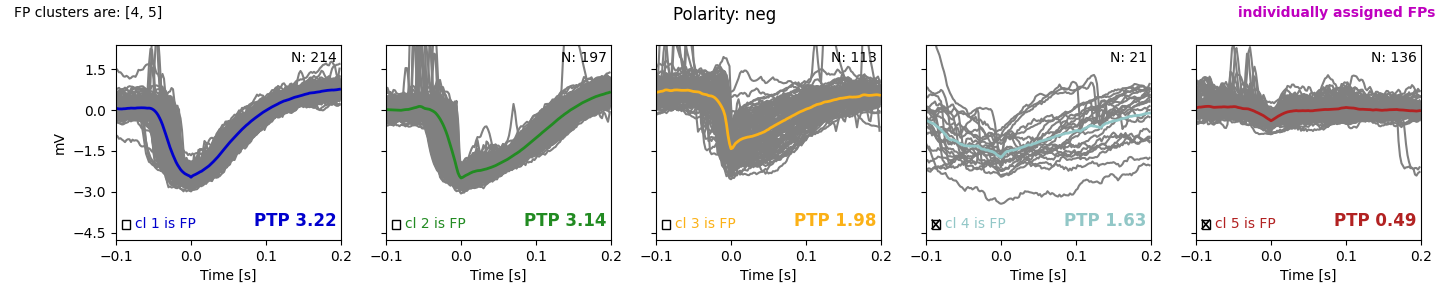 FP clusters are: [4, 5]
Polarity: neg
individually assigned FPs
mV
1.5
0.0
−1.5
−3.0
−4.5
N: 214
cl 1 is FP
PTP 3.22
−0.1 0.0 0.1 0.2
Time [s]
N: 197
cl 2 is FP
PTP 3.14
−0.1 0.0 0.1 0.2
Time [s]
N: 113
cl 3 is FP
PTP 1.98
−0.1 0.0 0.1 0.2
Time [s]
N: 21
cl 4 is FP
PTP 1.63
−0.1 0.0 0.1 0.2
Time [s]
N: 136
cl 5 is FP
PTP 0.49
−0.1 0.0 0.1 0.2
Time [s]